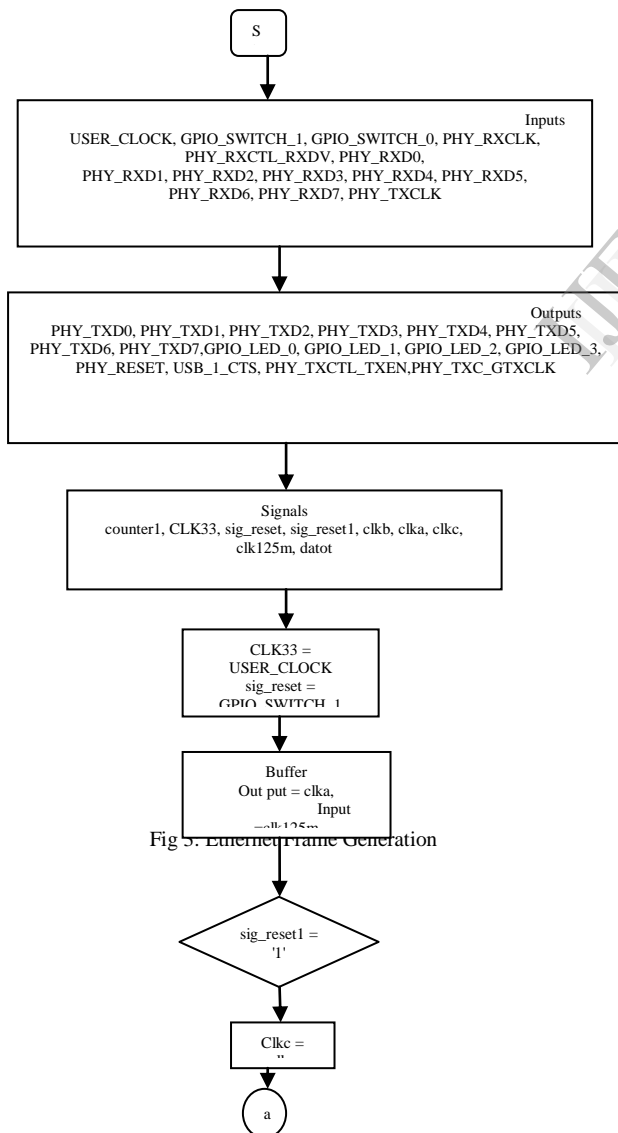 S
Inputs
USER_CLOCK, GPIO_SWITCH_1, GPIO_SWITCH_0, PHY_RXCLK,
PHY_RXCTL_RXDV, PHY_RXD0,
PHY_RXD1, PHY_RXD2, PHY_RXD3, PHY_RXD4, PHY_RXD5,
PHY_RXD6, PHY_RXD7, PHY_TXCLK
Outputs
PHY_TXD0, PHY_TXD1, PHY_TXD2, PHY_TXD3, PHY_TXD4, PHY_TXD5,
PHY_TXD6, PHY_TXD7,GPIO_LED_0, GPIO_LED_1, GPIO_LED_2, GPIO_LED_3,
PHY_RESET, USB_1_CTS, PHY_TXCTL_TXEN,PHY_TXC_GTXCLK
Signals
counter1, CLK33, sig_reset, sig_reset1, clkb, clka, clkc,
clk125m, datot
CLK33 =
USER_CLOCK
sig_reset =
GPIO_SWITCH_1
Buffer
Out put = clka,
Input
=clk125m
Fig 3: Ethernet Frame Generation
sig_reset1 =
'1'
Clkc =
a